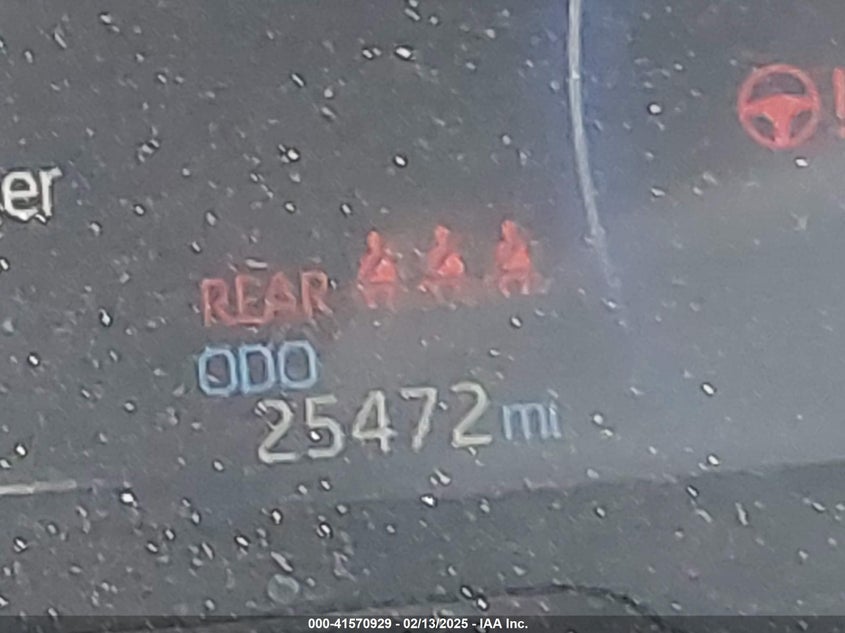 er
REAR
ODO
25472 mi
000-41570929 - 02/13/2025 - IAA Inc.